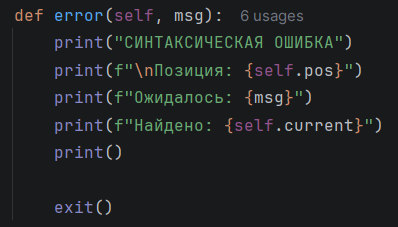 def error(self, msg):  6 usages
    print("СИНТАКСИЧЕСКАЯ ОШИБКА")
    print(f"\nПозиция: {self.pos}")
    print(f"Ожидалось: {msg}")
    print(f"Найдено: {self.current}")
    print()

    exit()